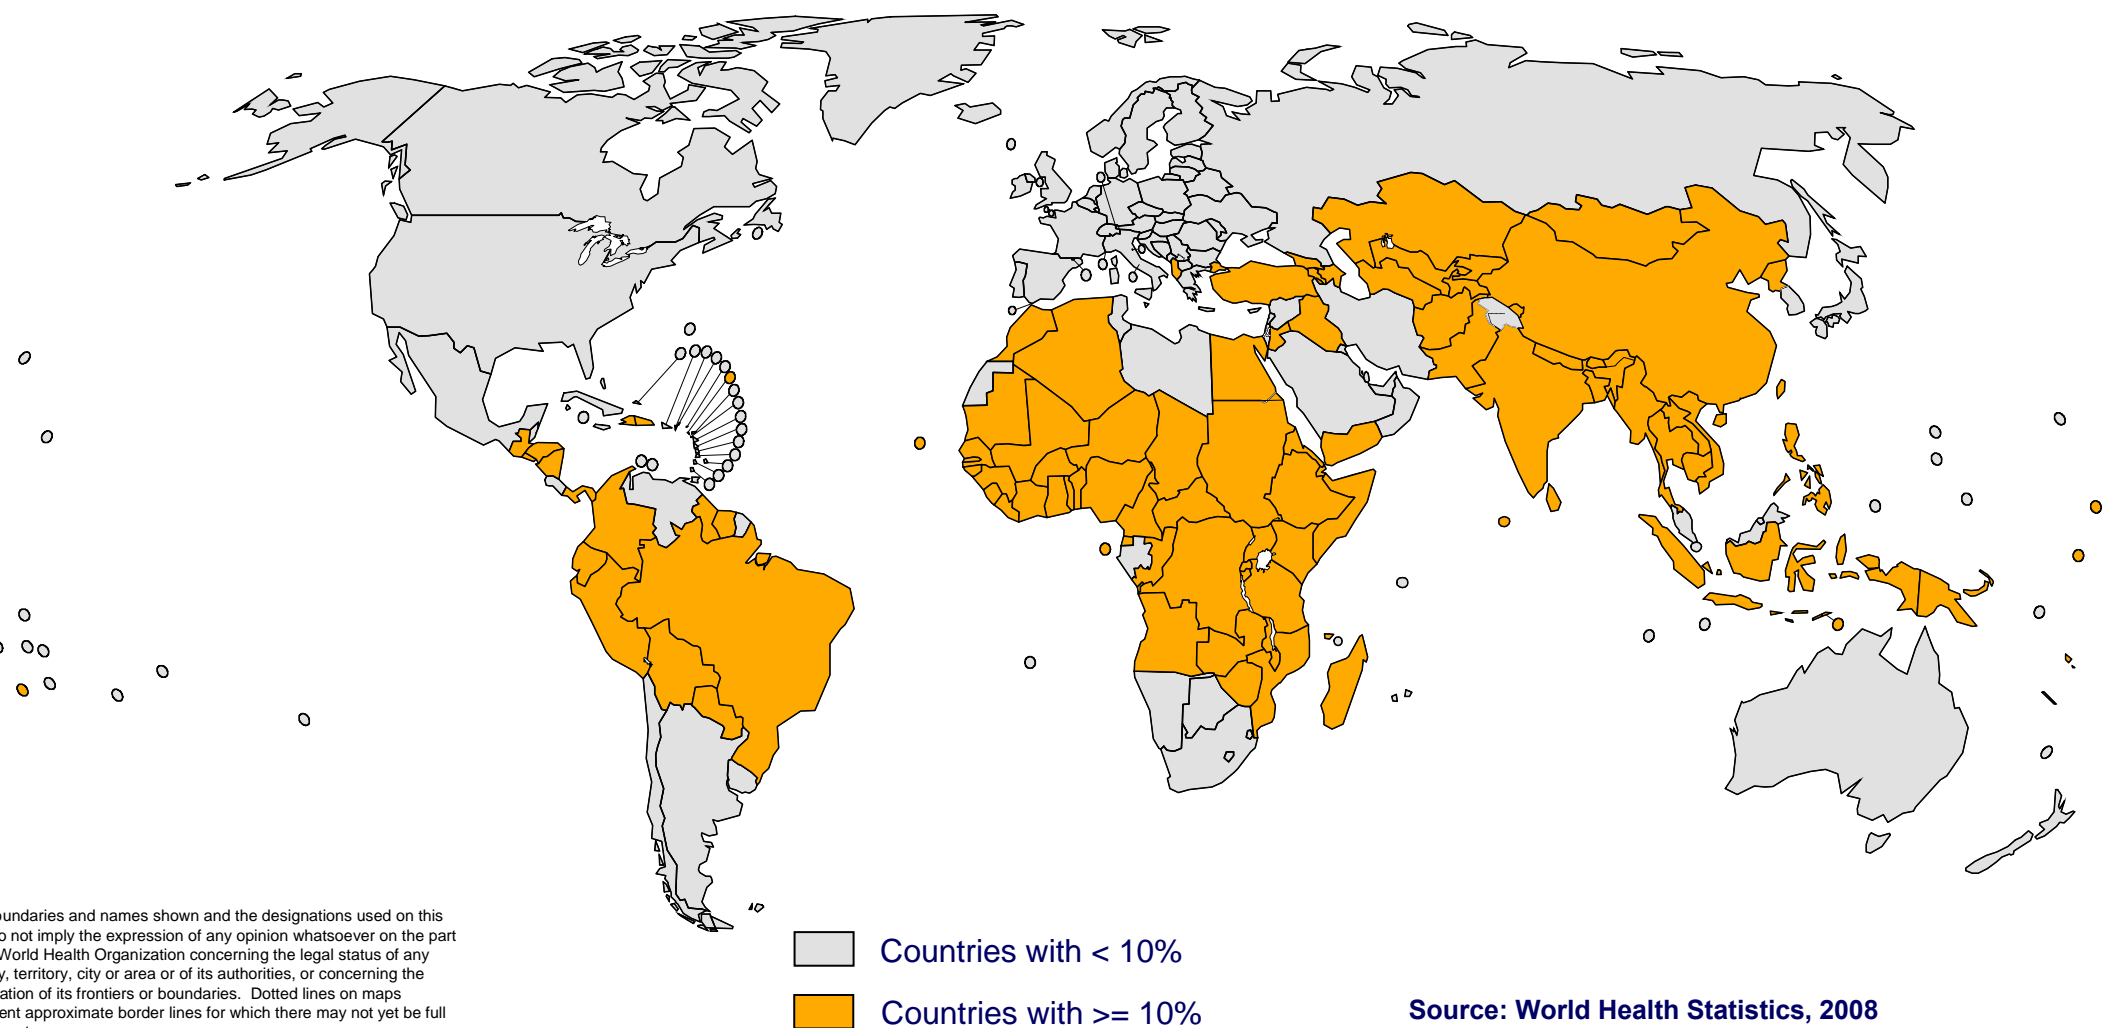 oundaries and names shown and the designations used on this
o not imply the expression of any opinion whatsoever on the part
World Health Organization concerning the legal status of any
y, territory, city or area or of its authorities, or concerning the
ation of its frontiers or boundaries.  Dotted lines on maps
ent approximate border lines for which there may not yet be full
Countries with < 10%
Countries with >= 10%
Source: World Health Statistics, 2008